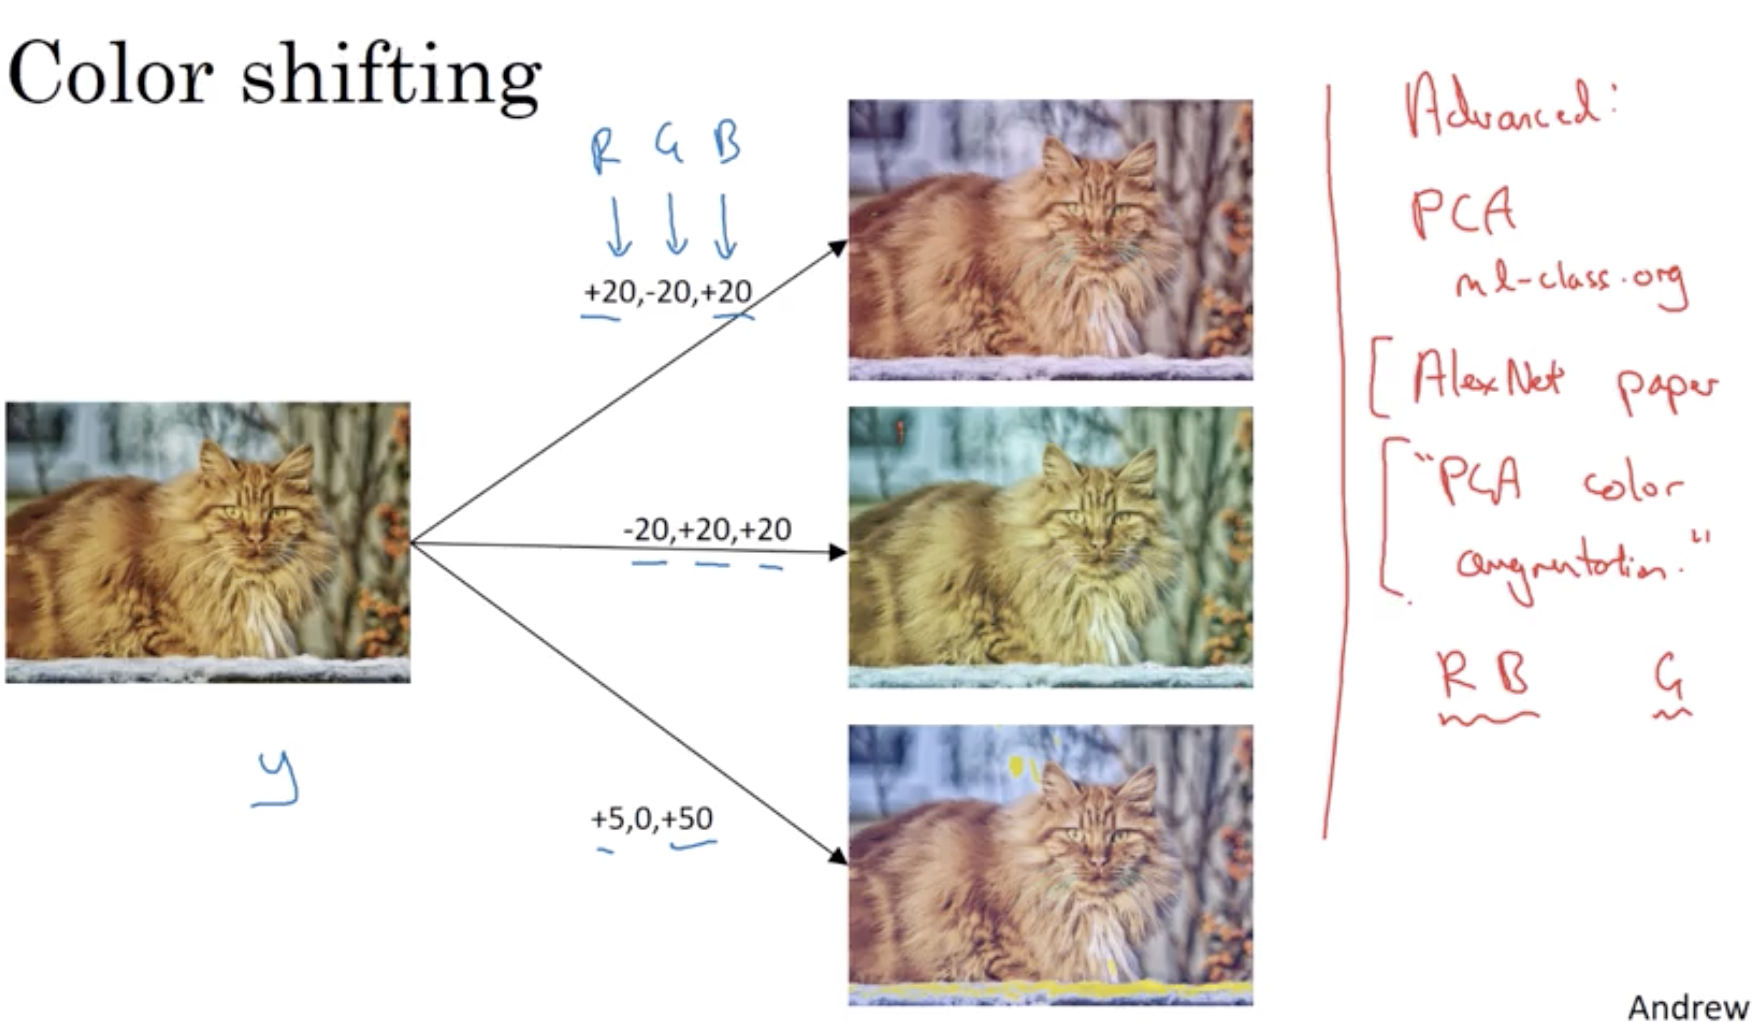 Color shifting
R G B
+20,-20,+20
-20,+20,+20
+5,0,+50
y
Advanced:
PCA
ml-class.org
[AlexNet paper
["PCA color
augmentation."
R B G
Andrew